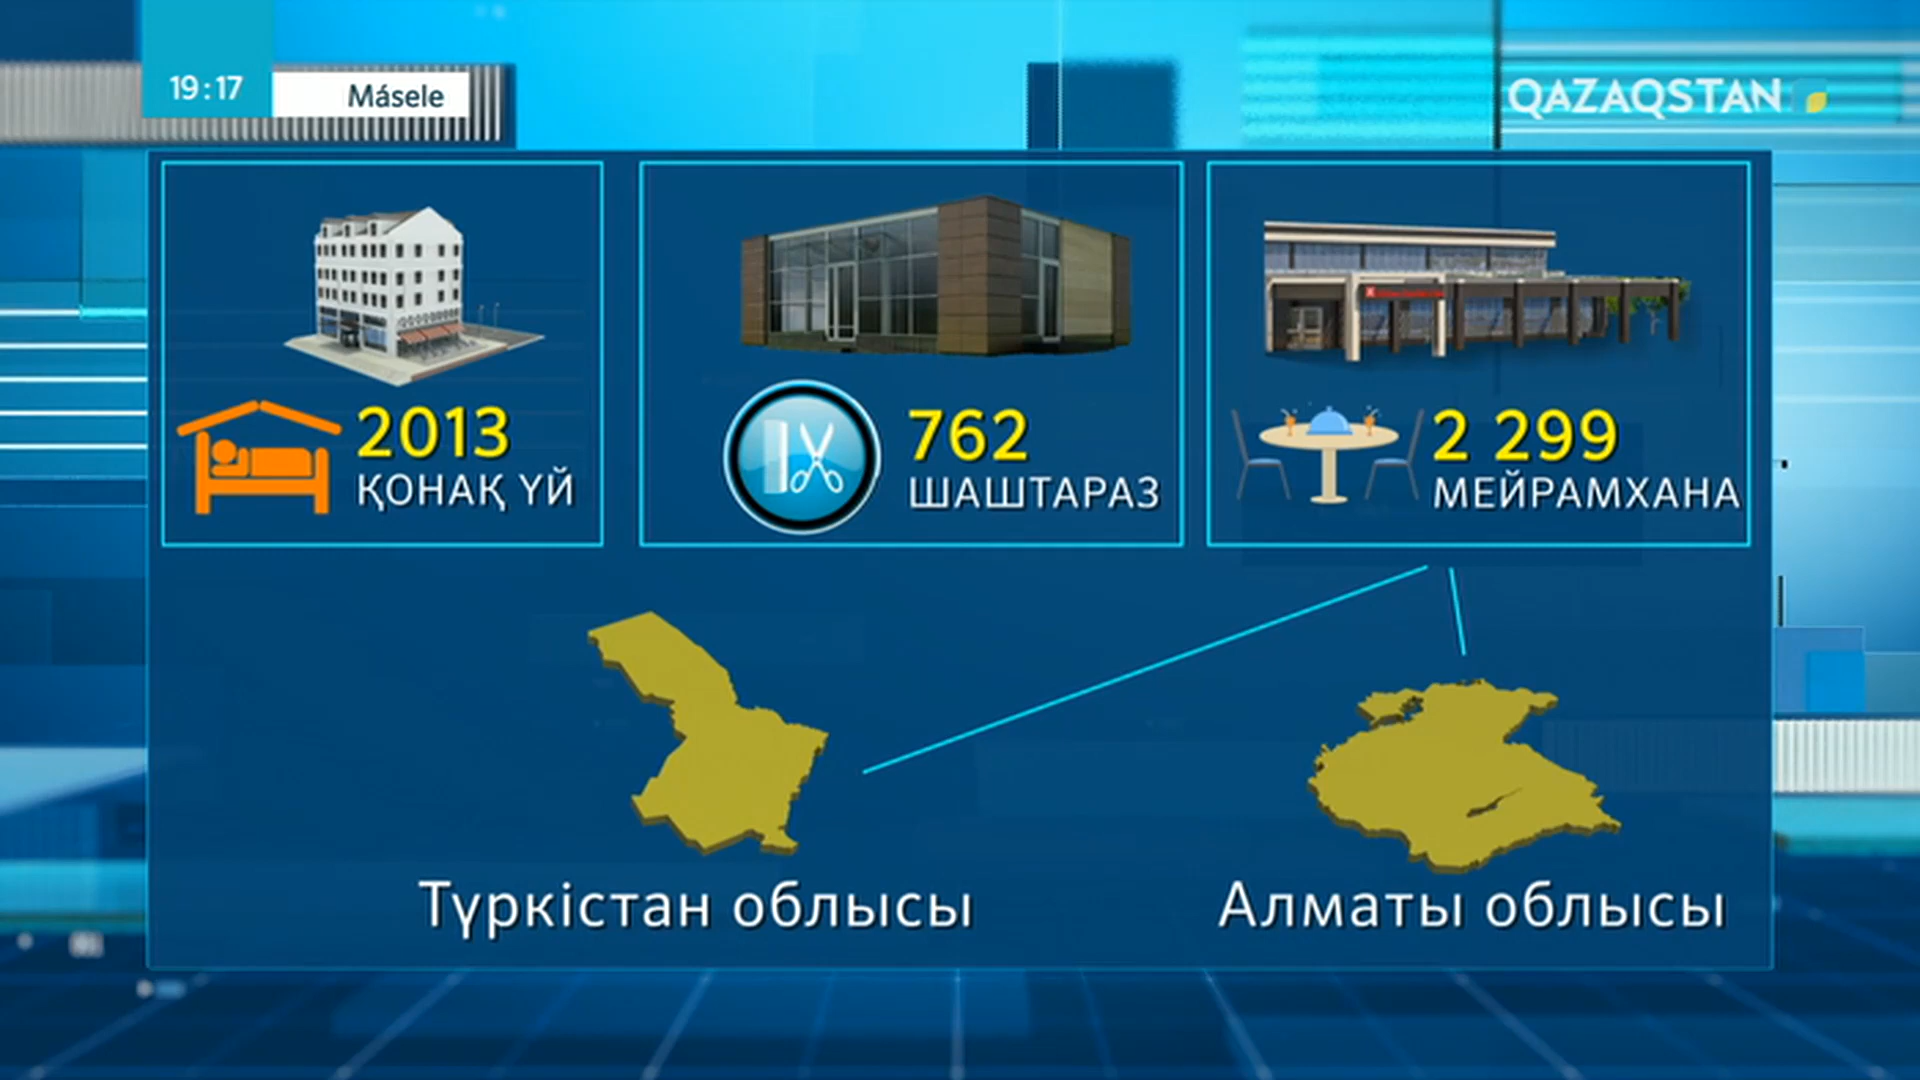 19:17
Másele
QAZAQSTAN
2013
ҚОНАҚ ҮЙ
762
ШАШТАРАЗ
2 299
МЕЙРАМХАНА
Түркістан облысы
Алматы облысы